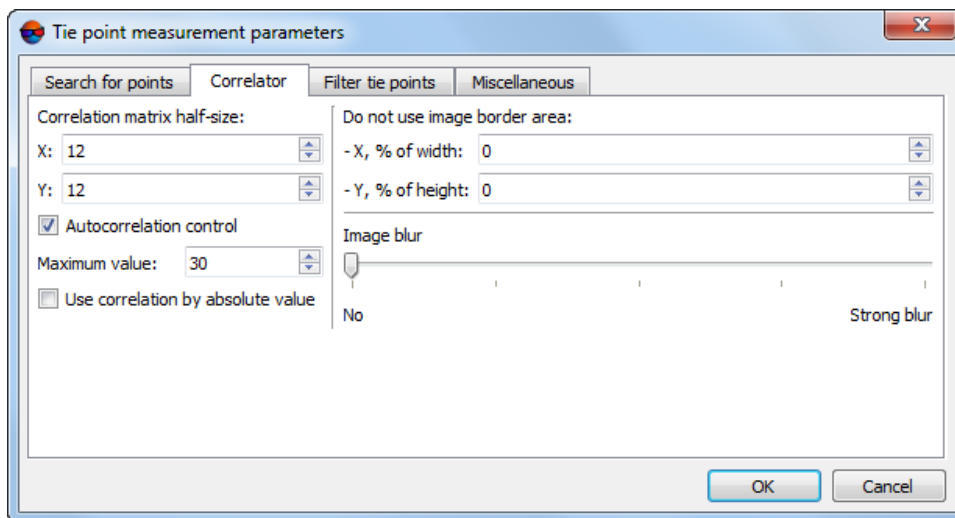 Tie point measurement parameters
Search for points Correlator Filter tie points Miscellaneous
Correlation matrix half-size:
X: 12
Y: 12
Autocorrelation control
Maximum value: 30
Use correlation by absolute value
Do not use image border area:
- X, % of width: 0
- Y, % of height: 0
Image blur
No Strong blur
OK Cancel